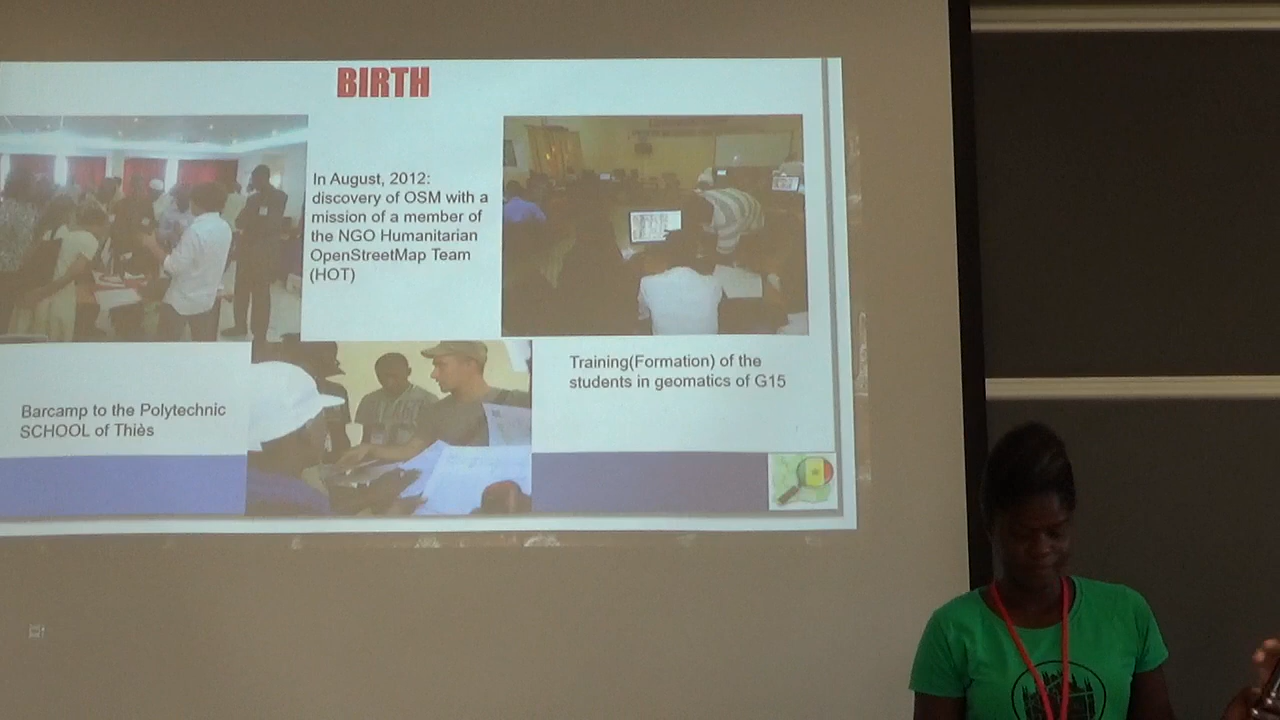 BIRTH
In August, 2012:
discovery of OSM with a
mission of a member of
the NGO Humanitarian
OpenStreetMap Team
(HOT)
Training(Formation) of the
students in geomatics of G15
Barcamp to the Polytechnic
SCHOOL of Thiès